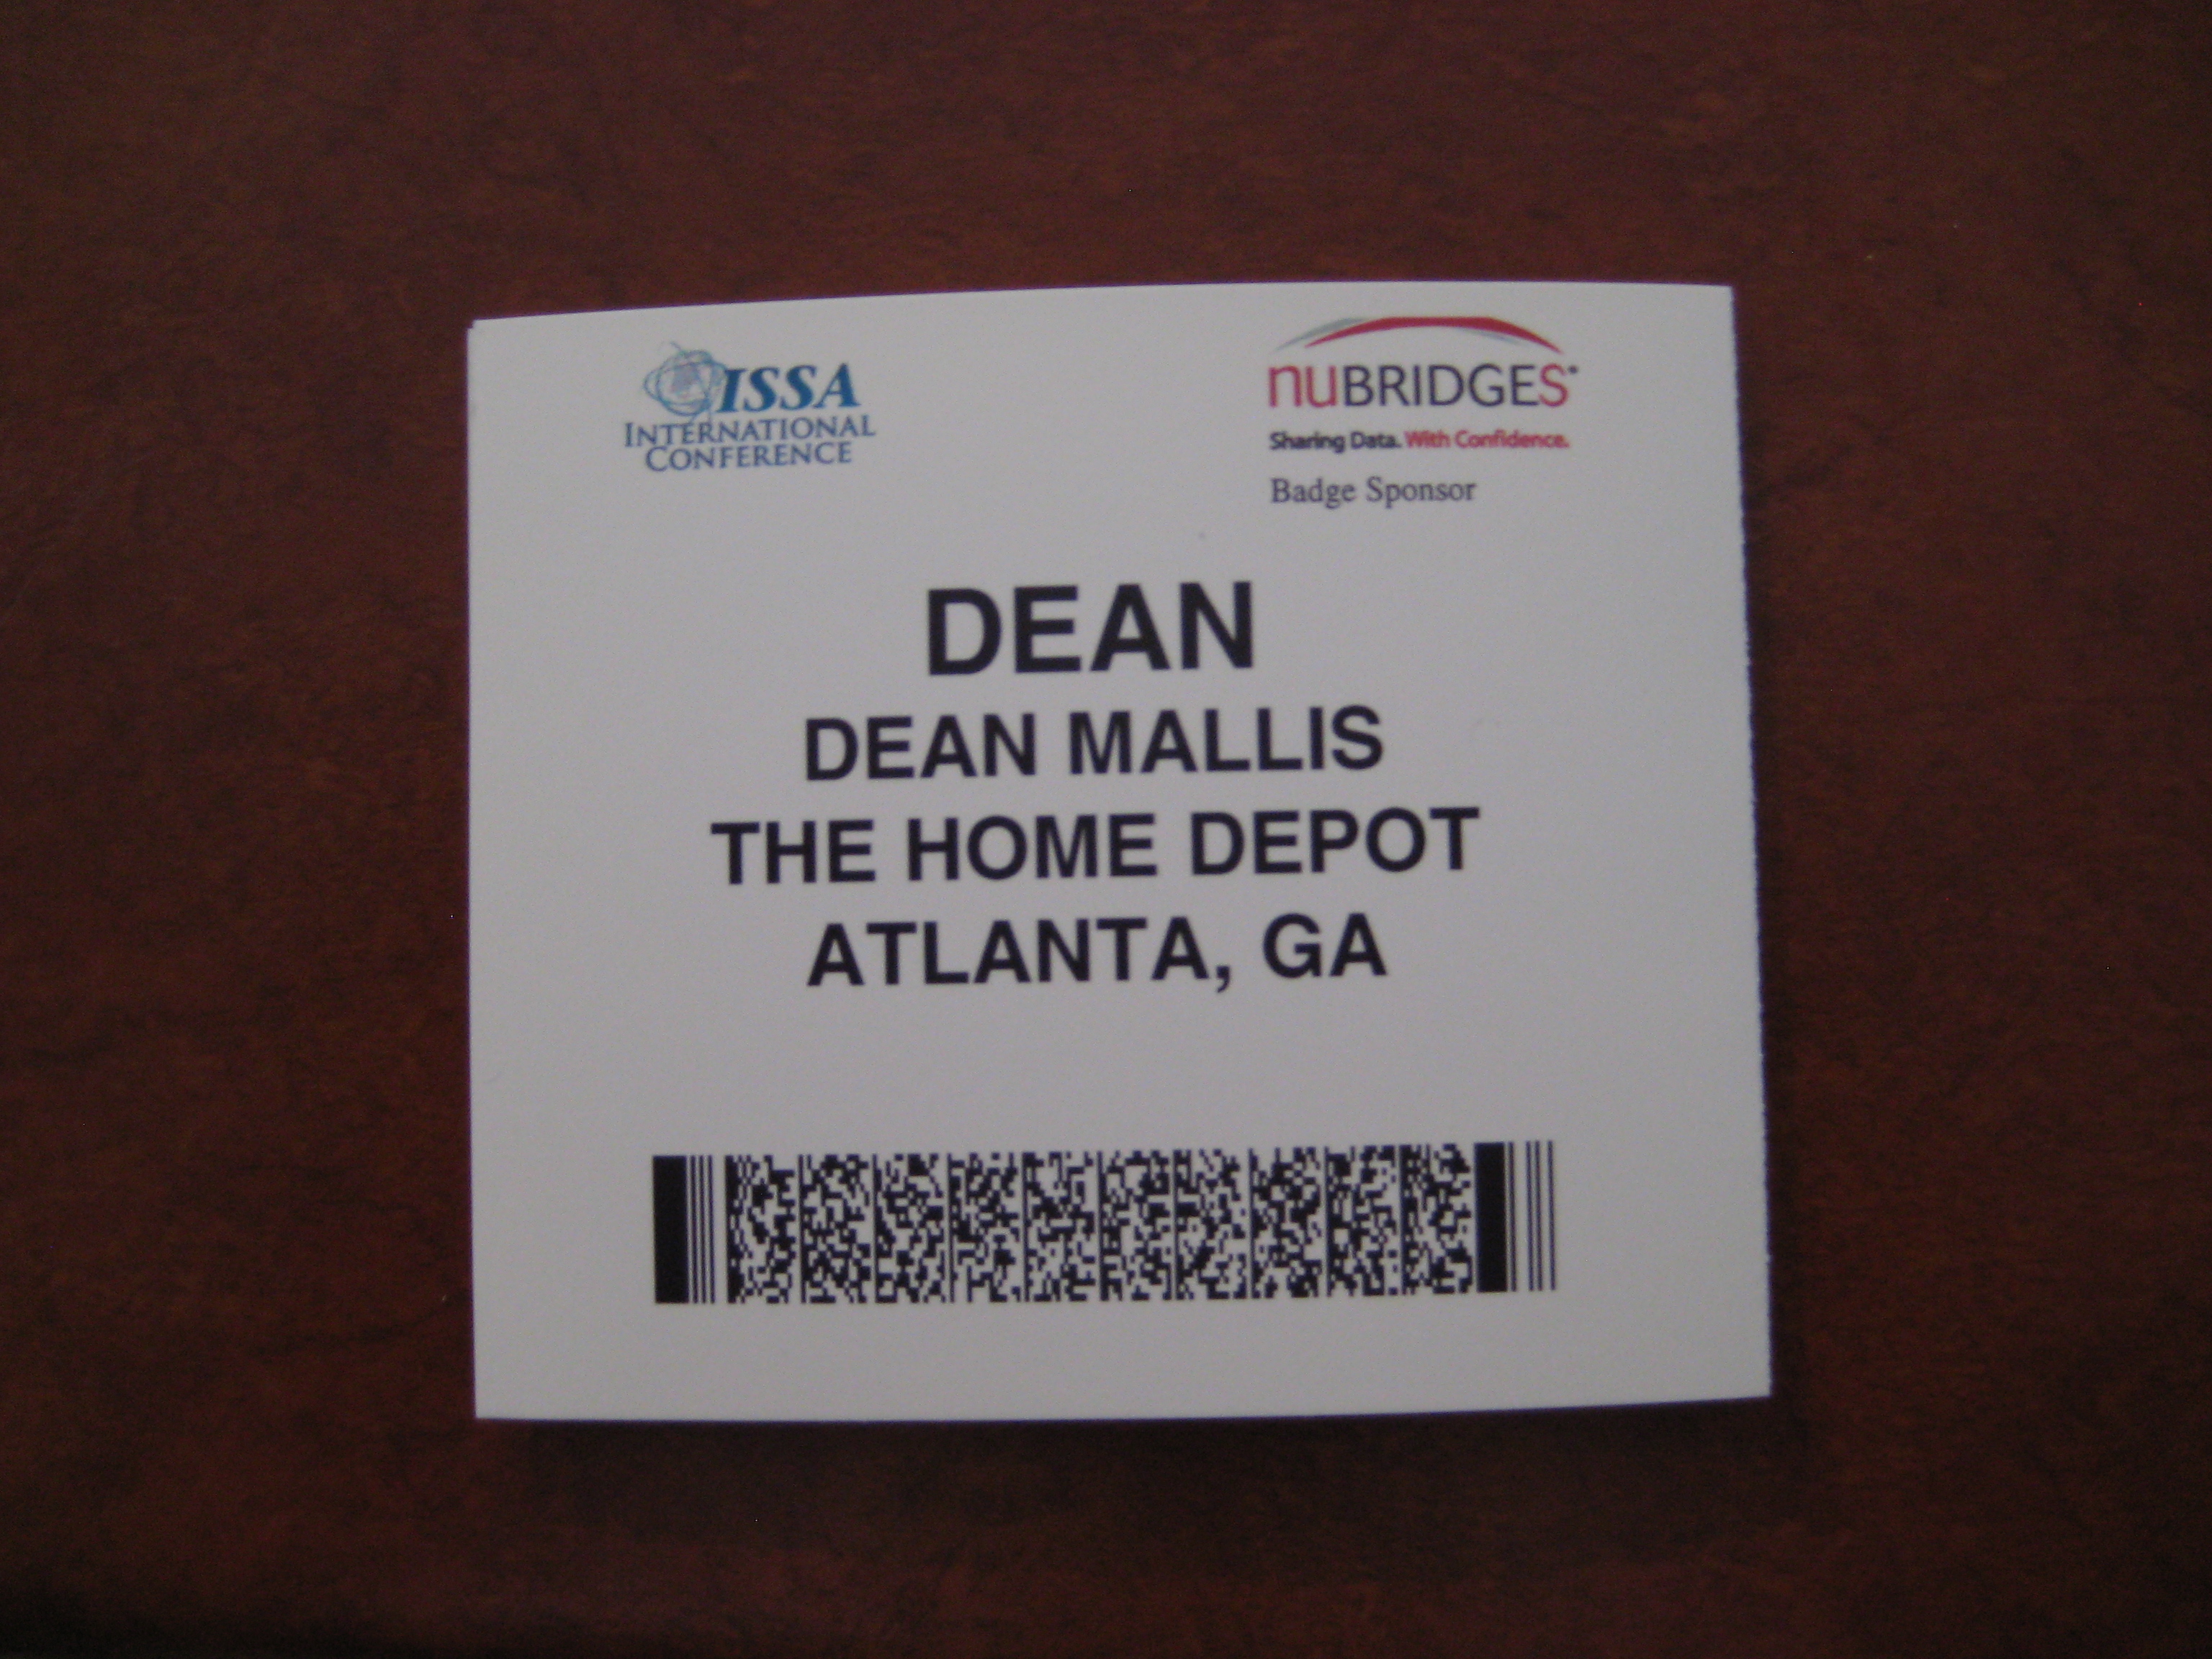 ISSA
INTERNATIONAL
CONFERENCE
nuBRIDGES
Sharing Data. With Confidence.
Badge Sponsor
DEAN
DEAN MALLIS
THE HOME DEPOT
ATLANTA, GA